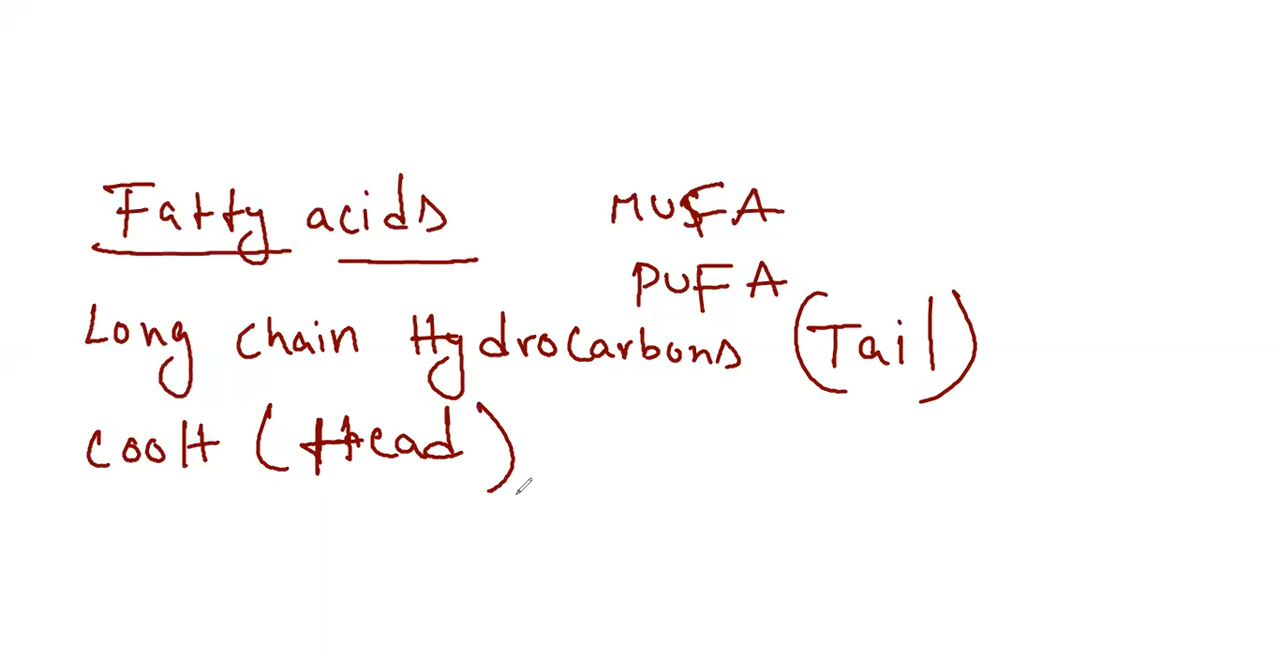 Fatty acids
MUFA
PUFA
Long chain Hydrocarbons (Tail)
COOH (Head)